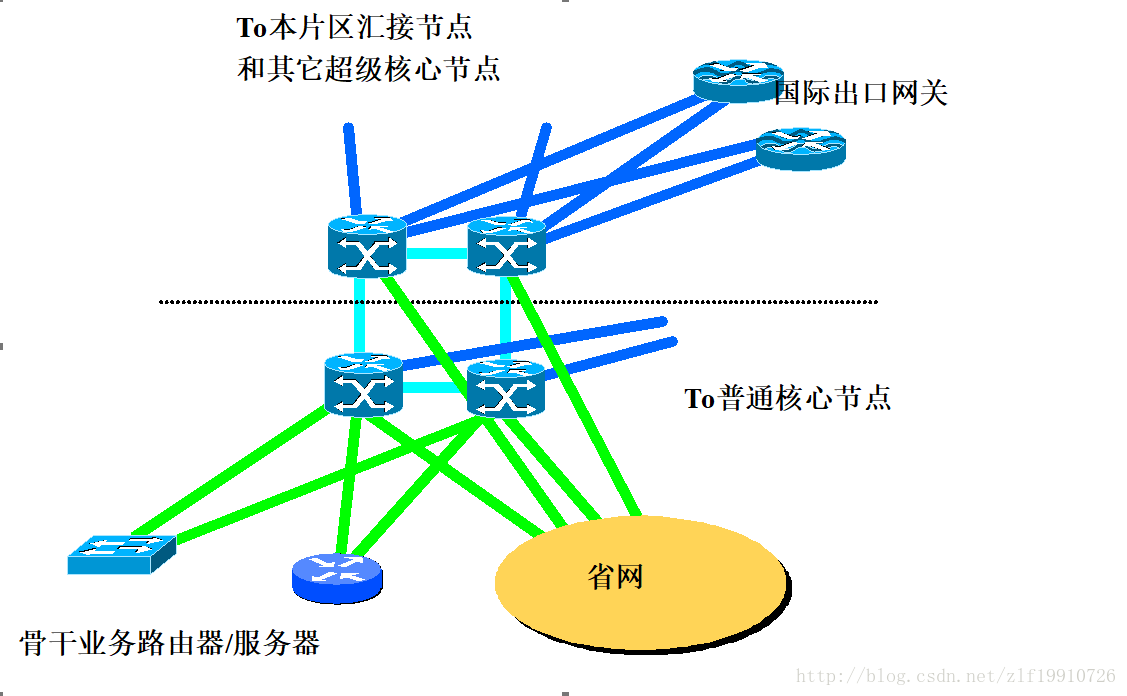 To本片区汇接节点
和其它超级核心节点
国际出口网关
To普通核心节点
省网
骨干业务路由器/服务器
http://blog.csdn.net/zlf19910726